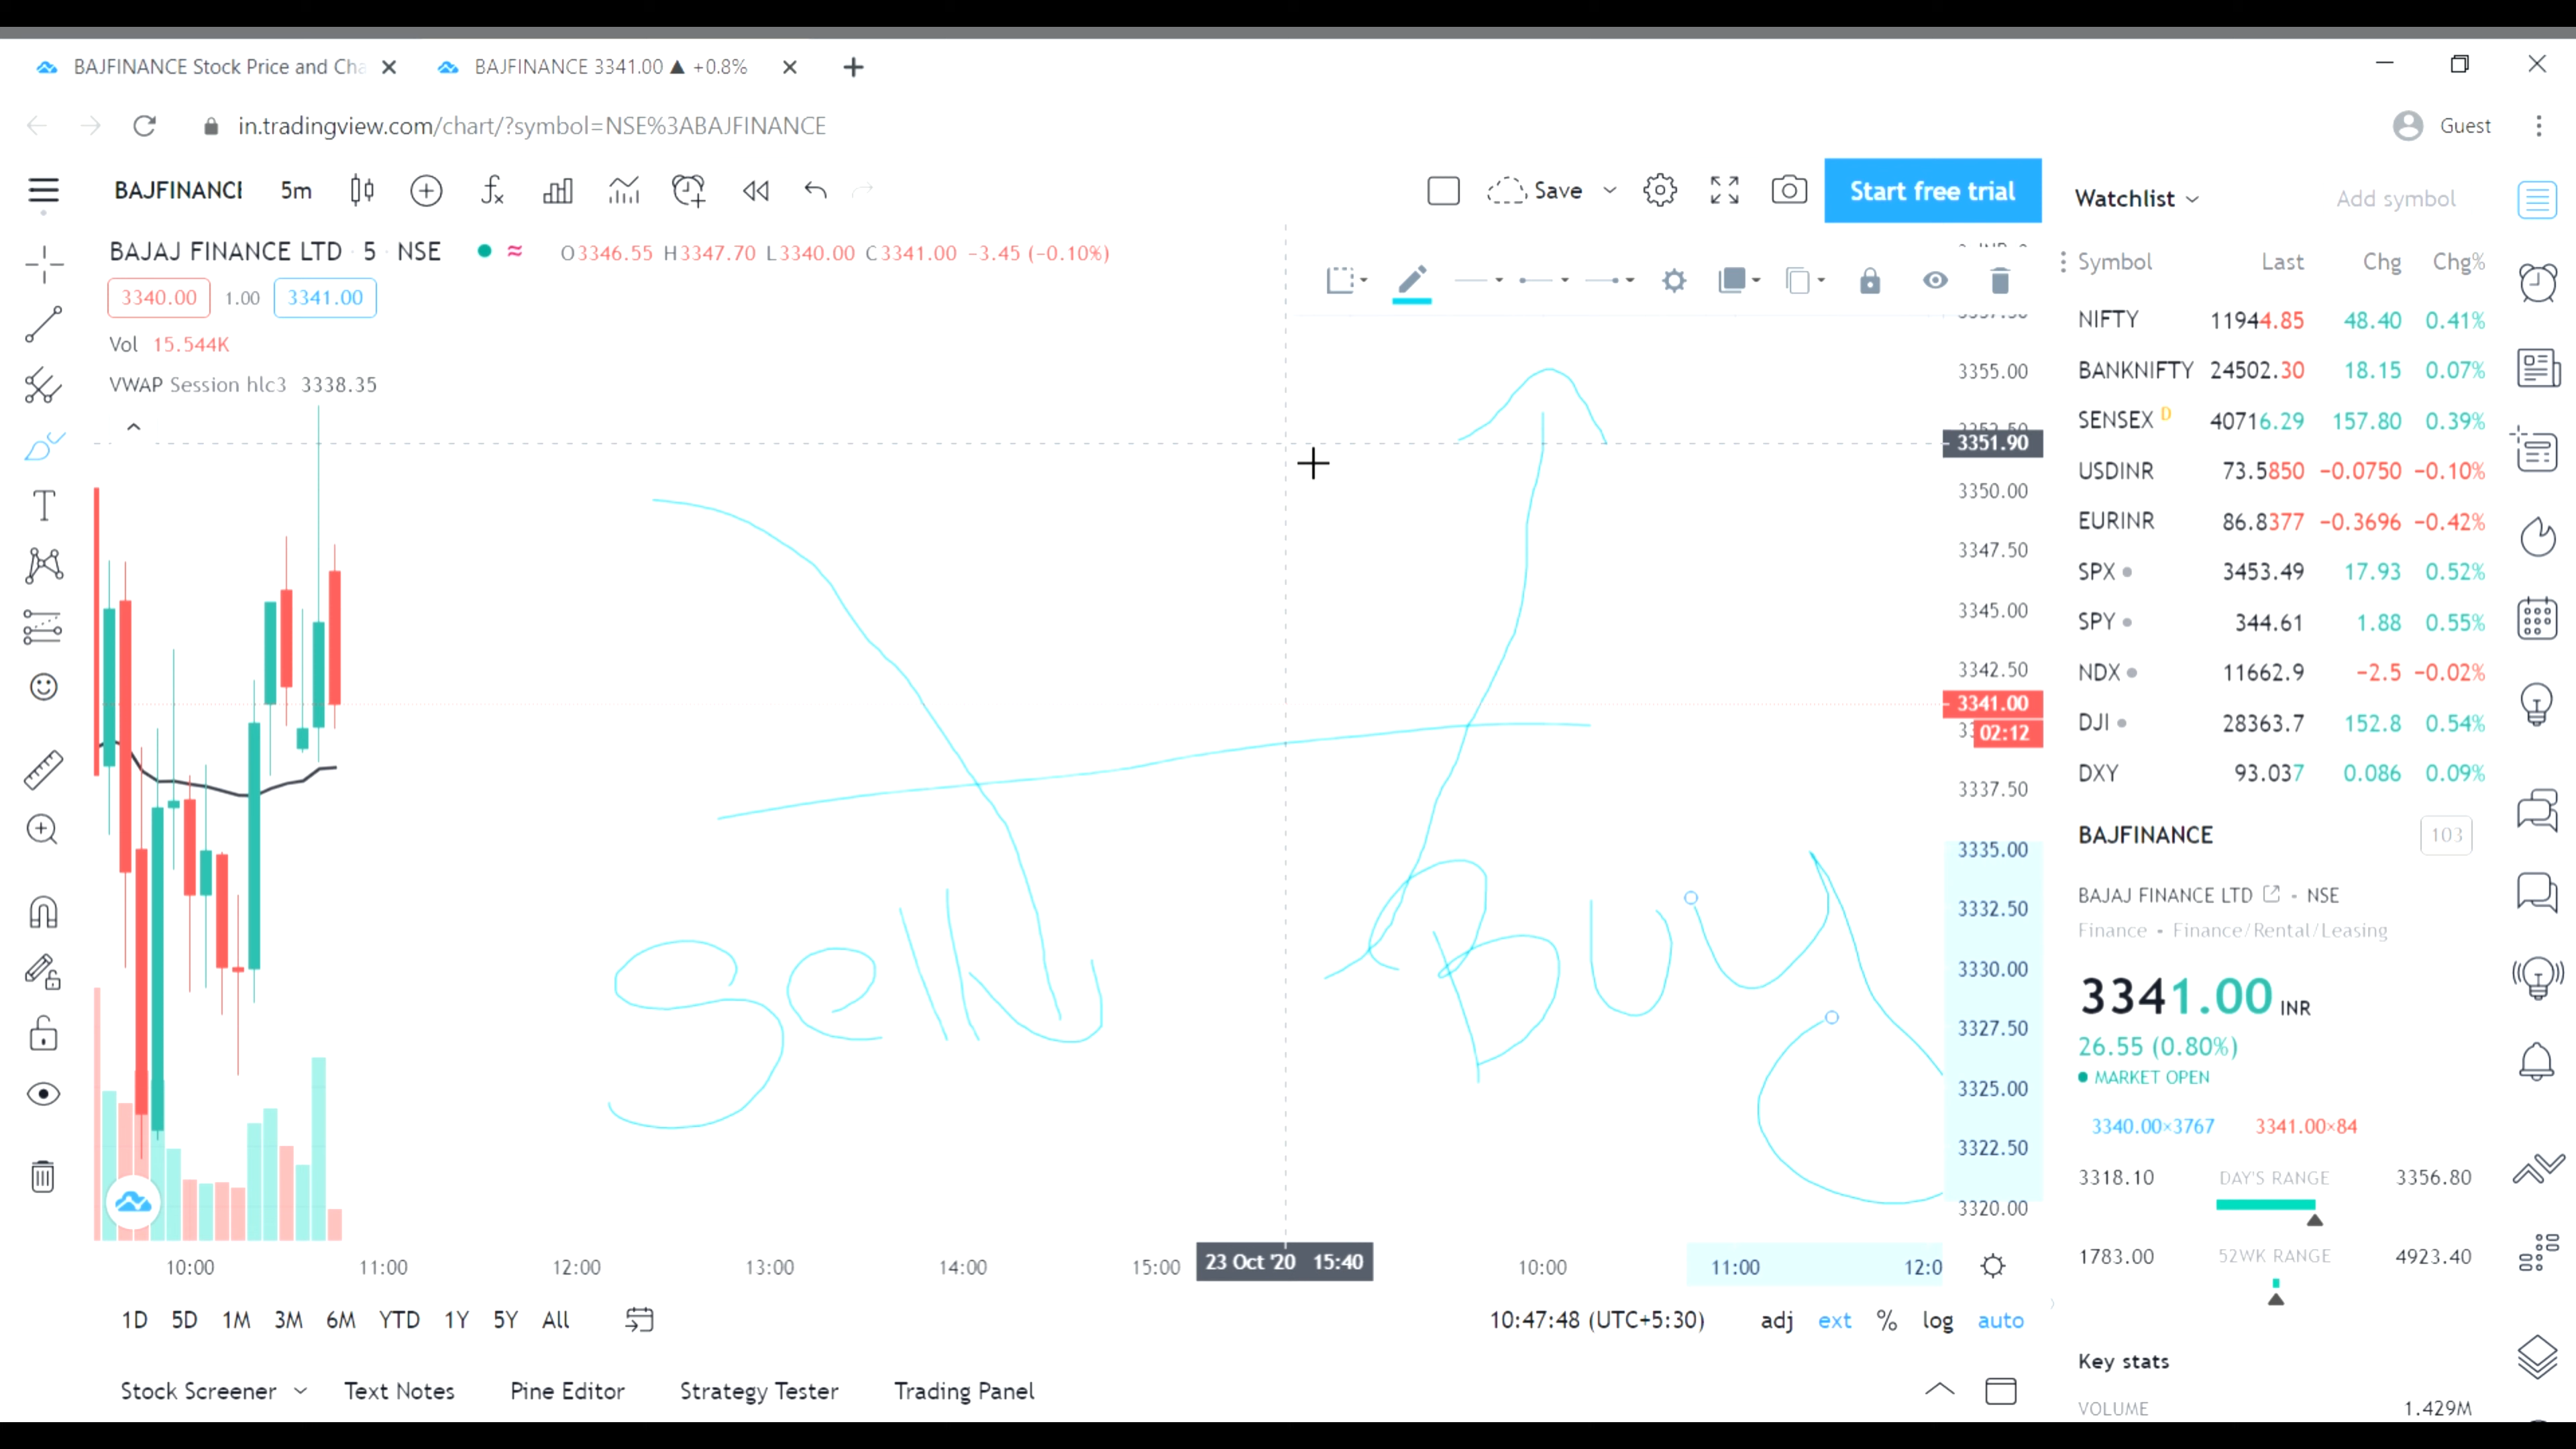 BAJFINANCE Stock Price and Cha
BAJFINANCE 3341.00 ▲ +0.8%
in.tradingview.com/chart/?symbol=NSE%3ABAJFINANCE
Guest
BAJFINANCE
5m
Save
Start free trial
Watchlist
Add symbol
BAJAJ FINANCE LTD · 5 · NSE
O3346.55 H3347.70 L3340.00 C3341.00 −3.45 (−0.10%)
3340.00 1.00 3341.00
Vol 15.544K
VWAP Session hlc3 3338.35
Symbol Last Chg Chg%
NIFTY 11944.85 48.40 0.41%
BANKNIFTY 24502.30 18.15 0.07%
SENSEX D 40716.29 157.80 0.39%
USDINR 73.5850 −0.0750 −0.10%
EURINR 86.8377 −0.3696 −0.42%
SPX 3453.49 17.93 0.52%
SPY 344.61 1.88 0.55%
NDX 11662.9 −2.5 −0.02%
DJI 28363.7 152.8 0.54%
DXY 93.037 0.086 0.09%
3355.00
3351.90
3350.00
3347.50
3345.00
3342.50
3341.00
02:12
3337.50
3335.00
3332.50
3330.00
3327.50
3325.00
3322.50
3320.00
Sell
Buy
BAJFINANCE
103
BAJAJ FINANCE LTD - NSE
Finance • Finance/Rental/Leasing
3341.00 INR
26.55 (0.80%)
MARKET OPEN
3340.00×3767 3341.00×84
3318.10 DAY'S RANGE 3356.80
1783.00 52WK RANGE 4923.40
Key stats
VOLUME 1.429M
10:00 11:00 12:00 13:00 14:00 15:00 23 Oct '20 15:40 10:00 11:00 12:0
1D 5D 1M 3M 6M YTD 1Y 5Y All
10:47:48 (UTC+5:30) adj ext % log auto
Stock Screener Text Notes Pine Editor Strategy Tester Trading Panel